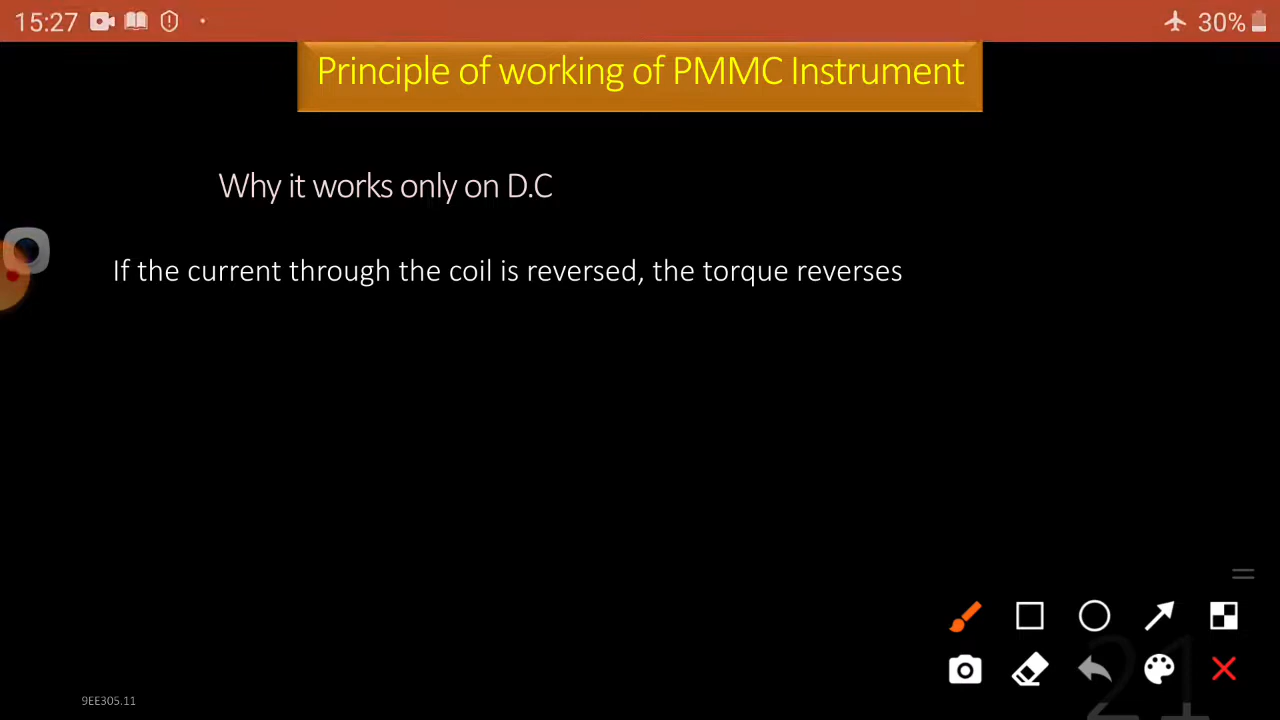 15:27
30%
Principle of working of PMMC Instrument
Why it works only on D.C
If the current through the coil is reversed, the torque reverses
9EE305.11
21